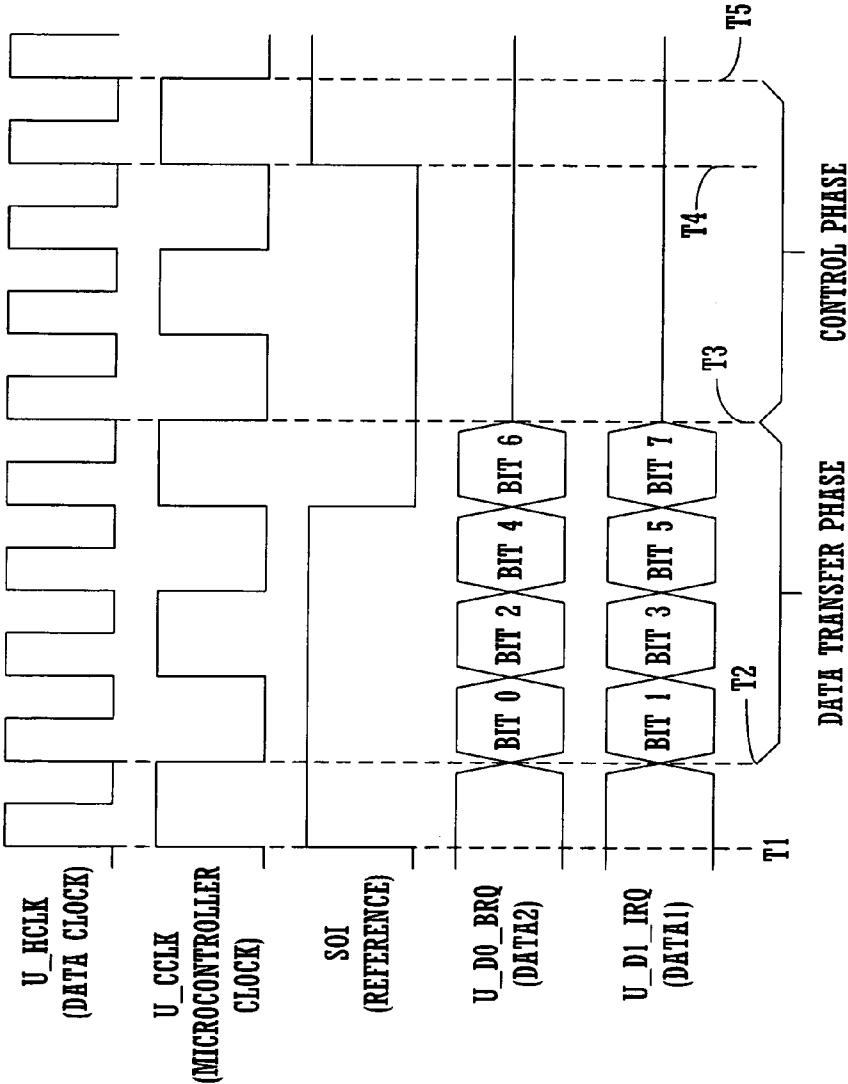 U_HCLK
(DATA CLOCK)
U_CCLK
(MICROCONTROLLER
CLOCK)
SOI
(REFERENCE)
U_D0_BRQ
(DATA2)
BIT 0
BIT 2
BIT 4
BIT 6
U_D1_IRQ
(DATA1)
BIT 1
BIT 3
BIT 5
BIT 7
T1
T2
T3
T4
T5
DATA TRANSFER PHASE
CONTROL PHASE